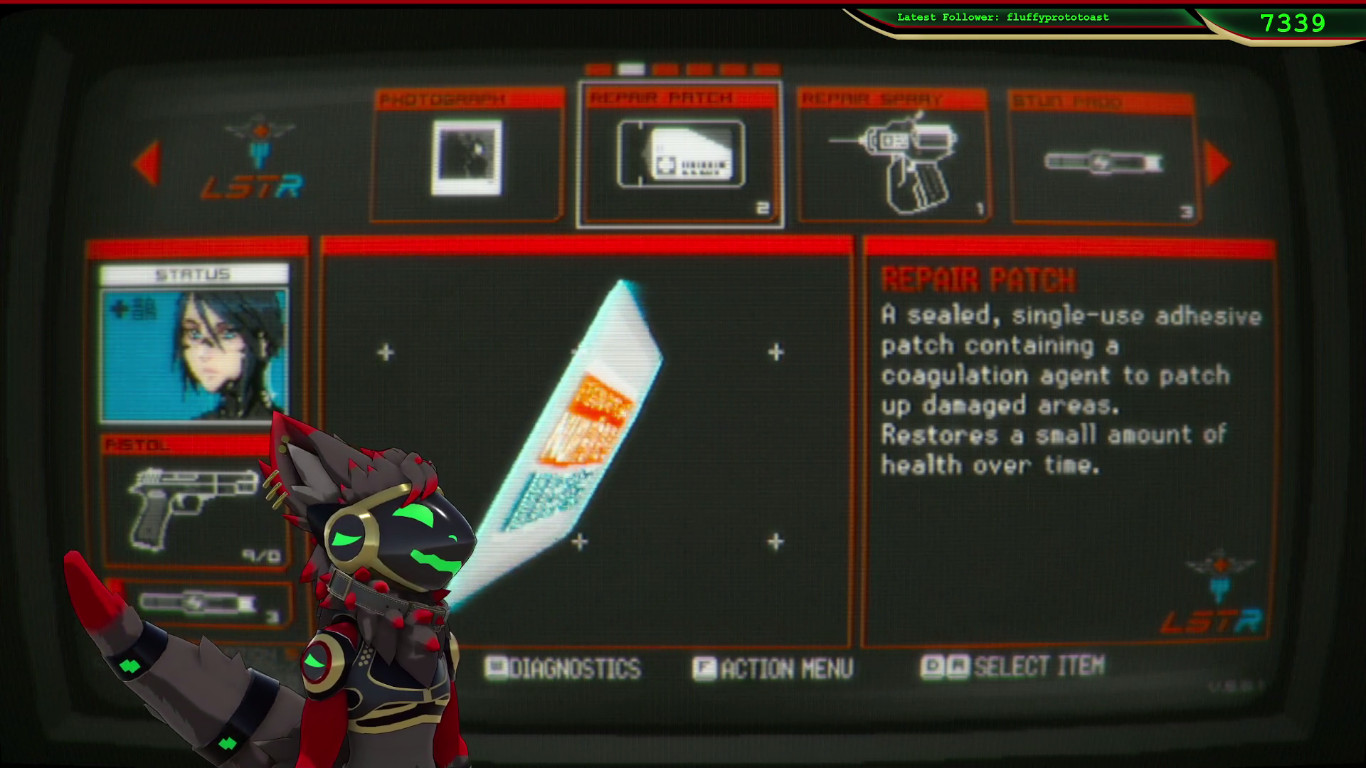 Latest Follower: fluffyprototoast
7339
PHOTOGRAPH
REPAIR PATCH
2
REPAIR SPRAY
1
STUN PROD
3
LSTR
STATUS
PISTOL
9/0
3
REPAIR PATCH
A sealed, single-use adhesive
patch containing a
coagulation agent to patch
up damaged areas.
Restores a small amount of
health over time.
LSTR
DIAGNOSTICS
F ACTION MENU
D A SELECT ITEM